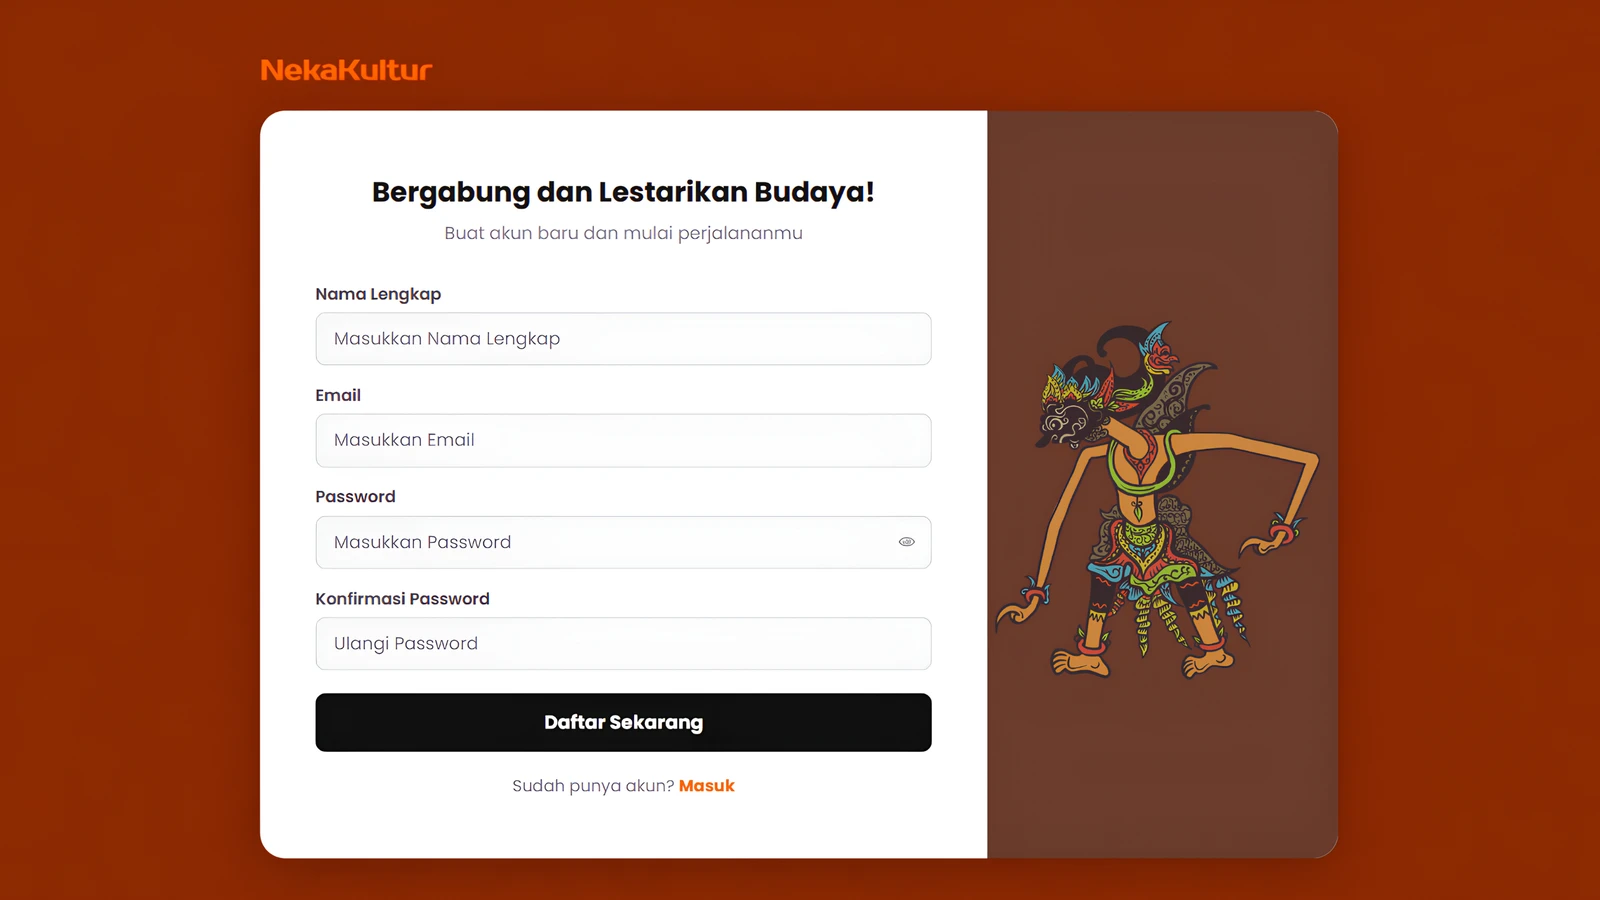 NekaKultur
Bergabung dan Lestarikan Budaya!
Buat akun baru dan mulai perjalananmu
Nama Lengkap
Masukkan Nama Lengkap
Email
Masukkan Email
Password
Masukkan Password
Konfirmasi Password
Ulangi Password
Daftar Sekarang
Sudah punya akun? Masuk